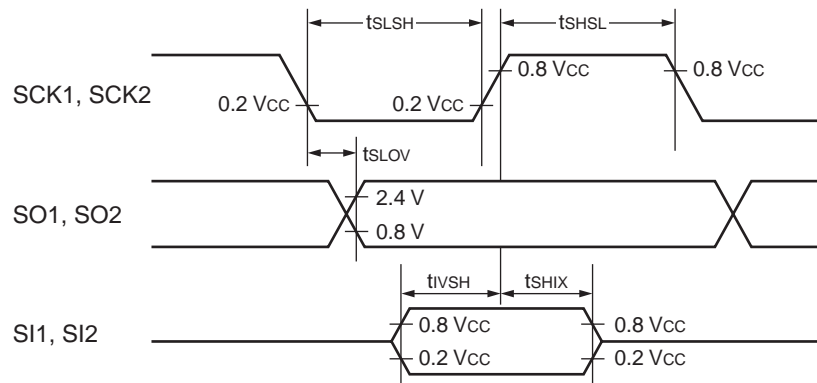 tSLSH tSHSL
SCK1, SCK2 0.2 VCC 0.2 VCC 0.8 VCC 0.8 VCC
tSLOV
SO1, SO2 2.4 V
0.8 V
tIVSH tSHIX
SI1, SI2 0.8 VCC 0.8 VCC
0.2 VCC 0.2 VCC